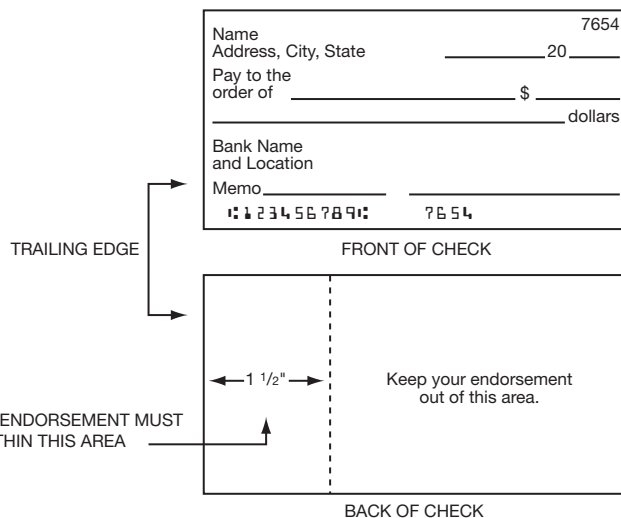 7654
Name
Address, City, State 20
Pay to the
order of $
dollars
Bank Name
and Location
Memo
⑆123456789⑆ 7654
TRAILING EDGE
FRONT OF CHECK
1 1/2"
Keep your endorsement
out of this area.
ENDORSEMENT MUST
THIN THIS AREA
BACK OF CHECK